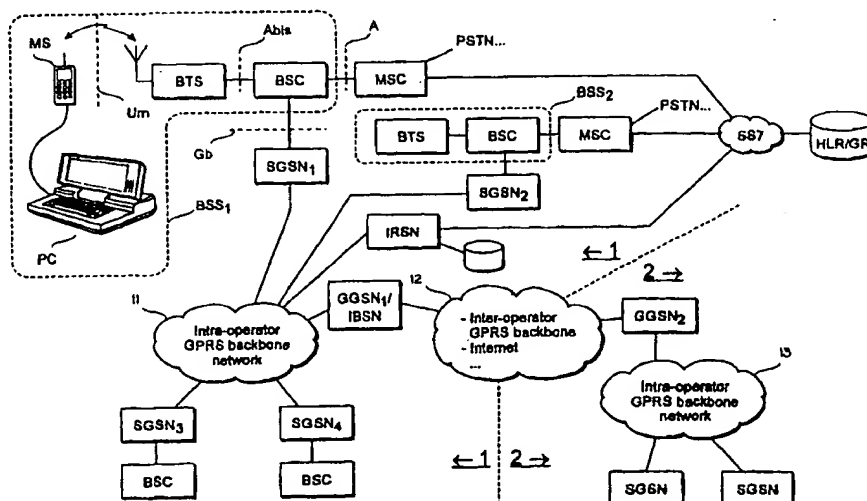 MS
Abis
A
PSTN...
BTS
BSC
MSC
Um
BSS2
PSTN...
Gb
BTS
BSC
MSC
SS7
HLR/GR
SGSN1
SGSN2
BSS1
PC
IRSN
← 1
2 →
11
12
GGSN1/
IBSN
- Inter-operator
GPRS backbone
- Internet
...
GGSN2
Intra-operator
GPRS backbone
network
13
Intra-operator
GPRS backbone
network
SGSN3
SGSN4
BSC
BSC
← 1
2 →
SGSN
SGSN